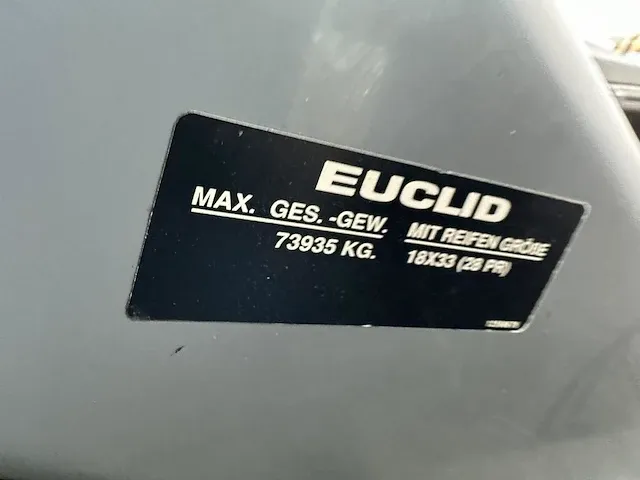 EUCLID
MAX. GES. -GEW.
73935 KG.
MIT REIFEN GRÖßE
18X33 (28 PR)